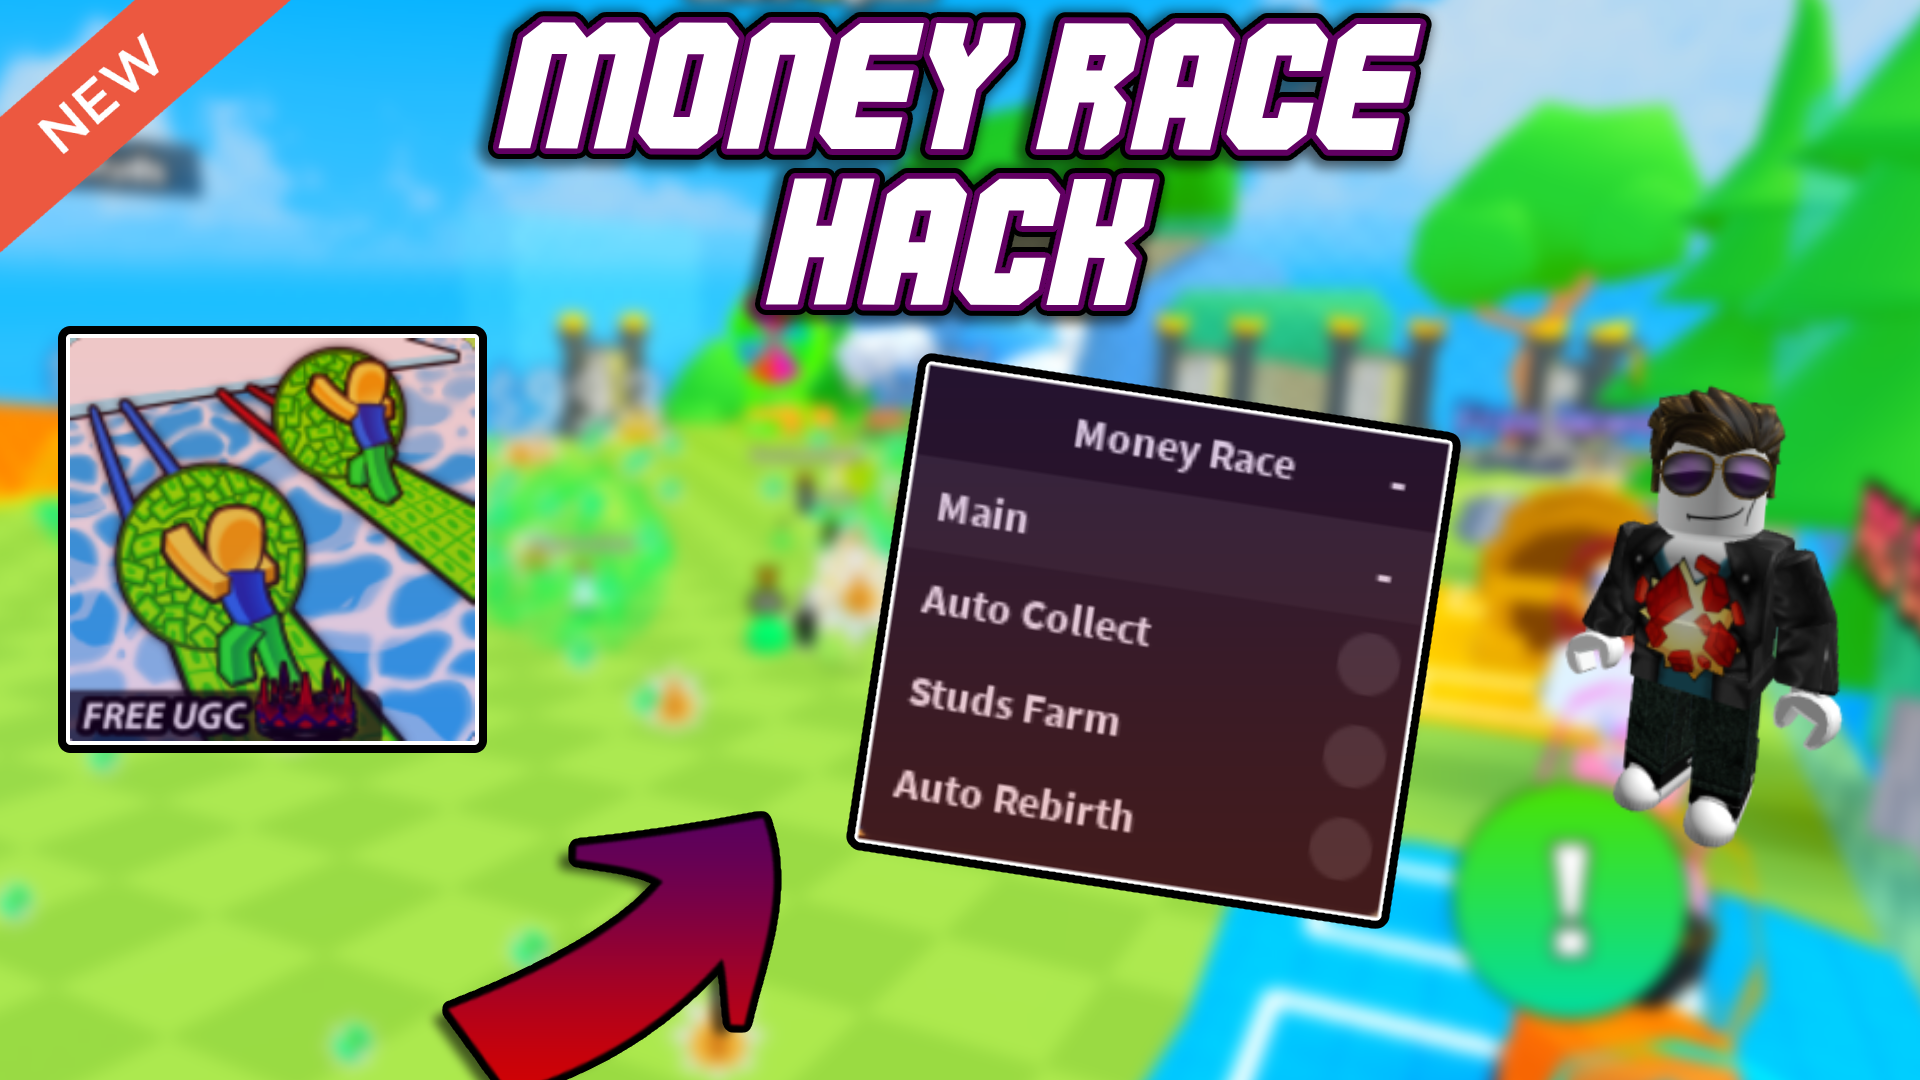 NEW
MONEY RACE
HACK
FREE UGC
Money Race -
Main -
Auto Collect
Studs Farm
Auto Rebirth
!